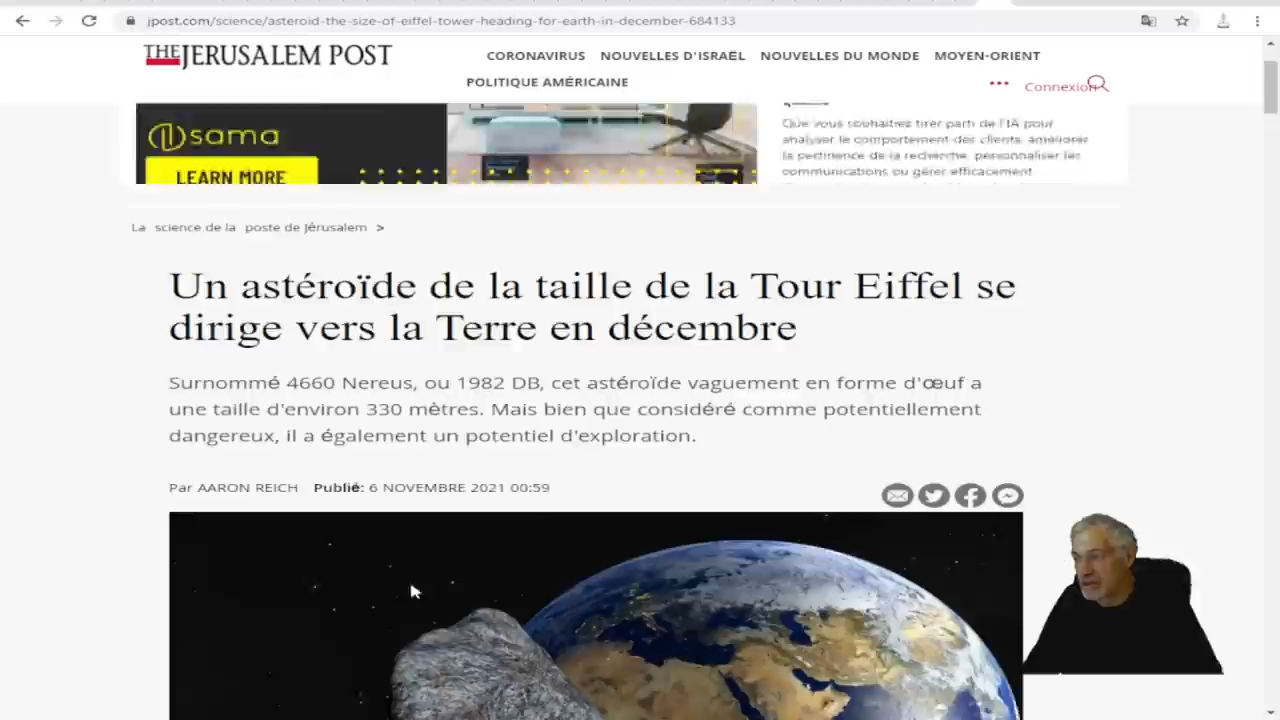 jpost.com/science/asteroid-the-size-of-eiffel-tower-heading-for-earth-in-december-684133
THE JERUSALEM POST
CORONAVIRUS NOUVELLES D'ISRAËL NOUVELLES DU MONDE MOYEN-ORIENT
POLITIQUE AMÉRICAINE
Connexion
sama
LEARN MORE
Que vous souhaitiez tirer parti de l'IA pour
analyser le comportement des clients, améliorer
la pertinence de la recherche, personnaliser les
communications ou gérer efficacement
La science de la poste de Jérusalem >
Un astéroïde de la taille de la Tour Eiffel se
dirige vers la Terre en décembre
Surnommé 4660 Nereus, ou 1982 DB, cet astéroïde vaguement en forme d'œuf a
une taille d'environ 330 mètres. Mais bien que considéré comme potentiellement
dangereux, il a également un potentiel d'exploration.
Par AARON REICH Publié: 6 NOVEMBRE 2021 00:59